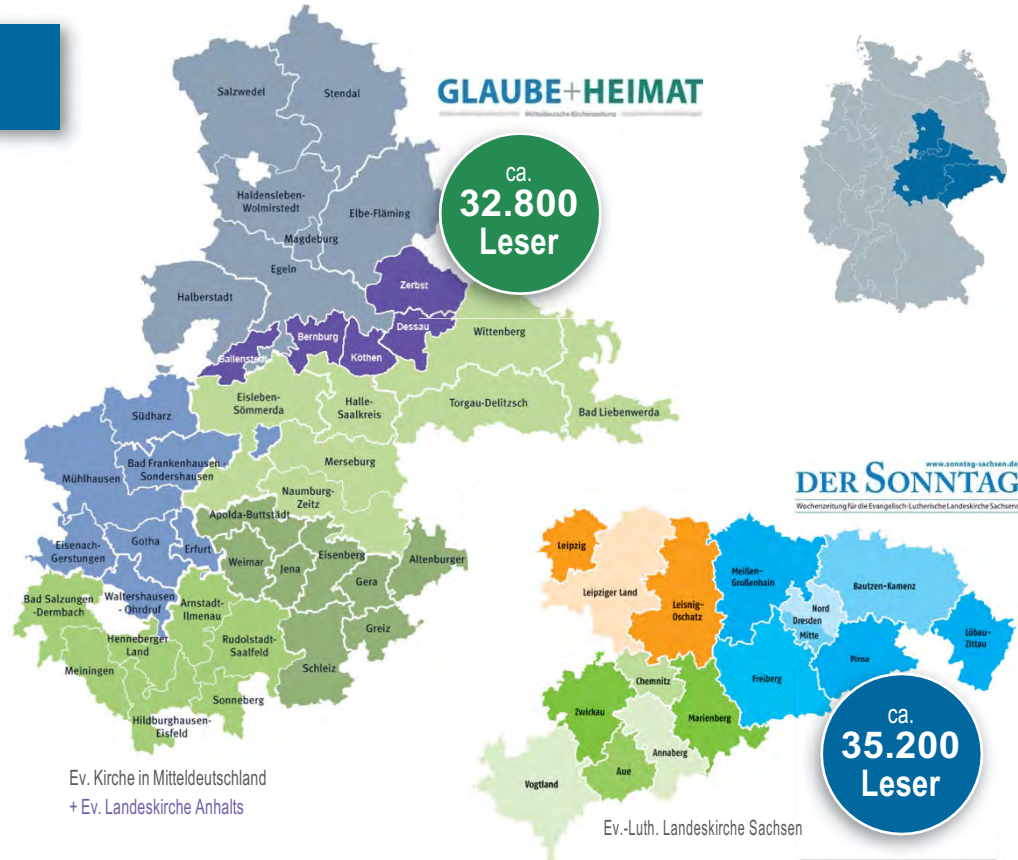 GLAUBE+HEIMAT
Mitteldeutsche Kirchenzeitung
ca.
32.800
Leser
Salzwedel
Stendal
Haldensleben-
Wolmirstedt
Elbe-Fläming
Magdeburg
Egeln
Halberstadt
Zerbst
Dessau
Bernburg
Köthen
Ballenstedt
Wittenberg
Eisleben-
Sömmerda
Halle-
Saalkreis
Torgau-Delitzsch
Bad Liebenwerda
Südharz
Mühlhausen
Bad Frankenhausen -
Sondershausen
Merseburg
Naumburg-
Zeitz
Apolda-Buttstädt
Eisenach-
Gerstungen
Gotha
Erfurt
Weimar
Jena
Eisenberg
Gera
Altenburger
Bad Salzungen
-Dermbach
Waltershausen
- Ohrdruf
Arnstadt-
Ilmenau
Greiz
Henneberger
Land
Rudolstadt-
Saalfeld
Schleiz
Meiningen
Sonneberg
Hildburghausen-
Eisfeld
Ev. Kirche in Mitteldeutschland
+ Ev. Landeskirche Anhalts
www.sonntag-sachsen.de
DER SONNTAG
Wochenzeitung für die Evangelisch-Lutherische Landeskirche Sachsens
Leipzig
Leipziger Land
Leisnig-
Oschatz
Meißen-
Großenhain
Bautzen-Kamenz
Nord
Dresden
Mitte
Löbau-
Zittau
Pirna
Freiberg
Chemnitz
Zwickau
Marienberg
Annaberg
Aue
Vogtland
ca.
35.200
Leser
Ev.-Luth. Landeskirche Sachsen